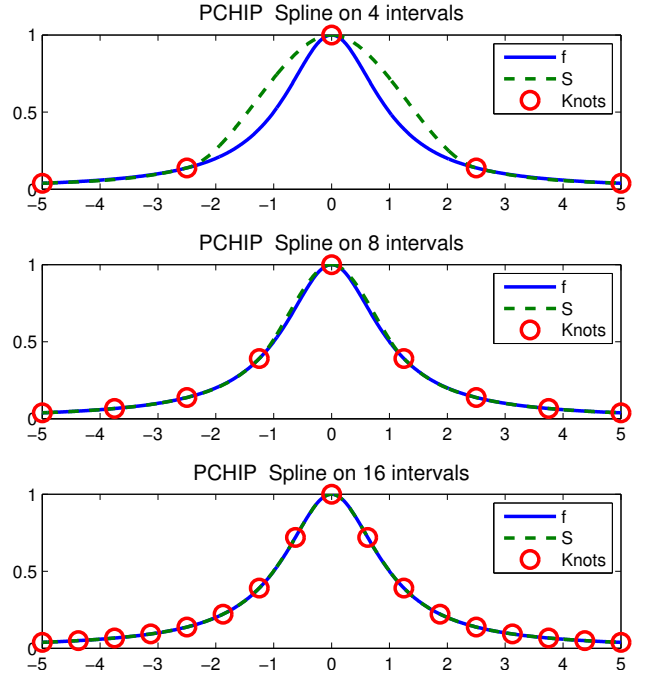 PCHIP Spline on 4 intervals
1
0.5
0
−5 −4 −3 −2 −1 0 1 2 3 4 5
f
S
Knots
PCHIP Spline on 8 intervals
1
0.5
0
−5 −4 −3 −2 −1 0 1 2 3 4 5
f
S
Knots
PCHIP Spline on 16 intervals
1
0.5
0
−5 −4 −3 −2 −1 0 1 2 3 4 5
f
S
Knots